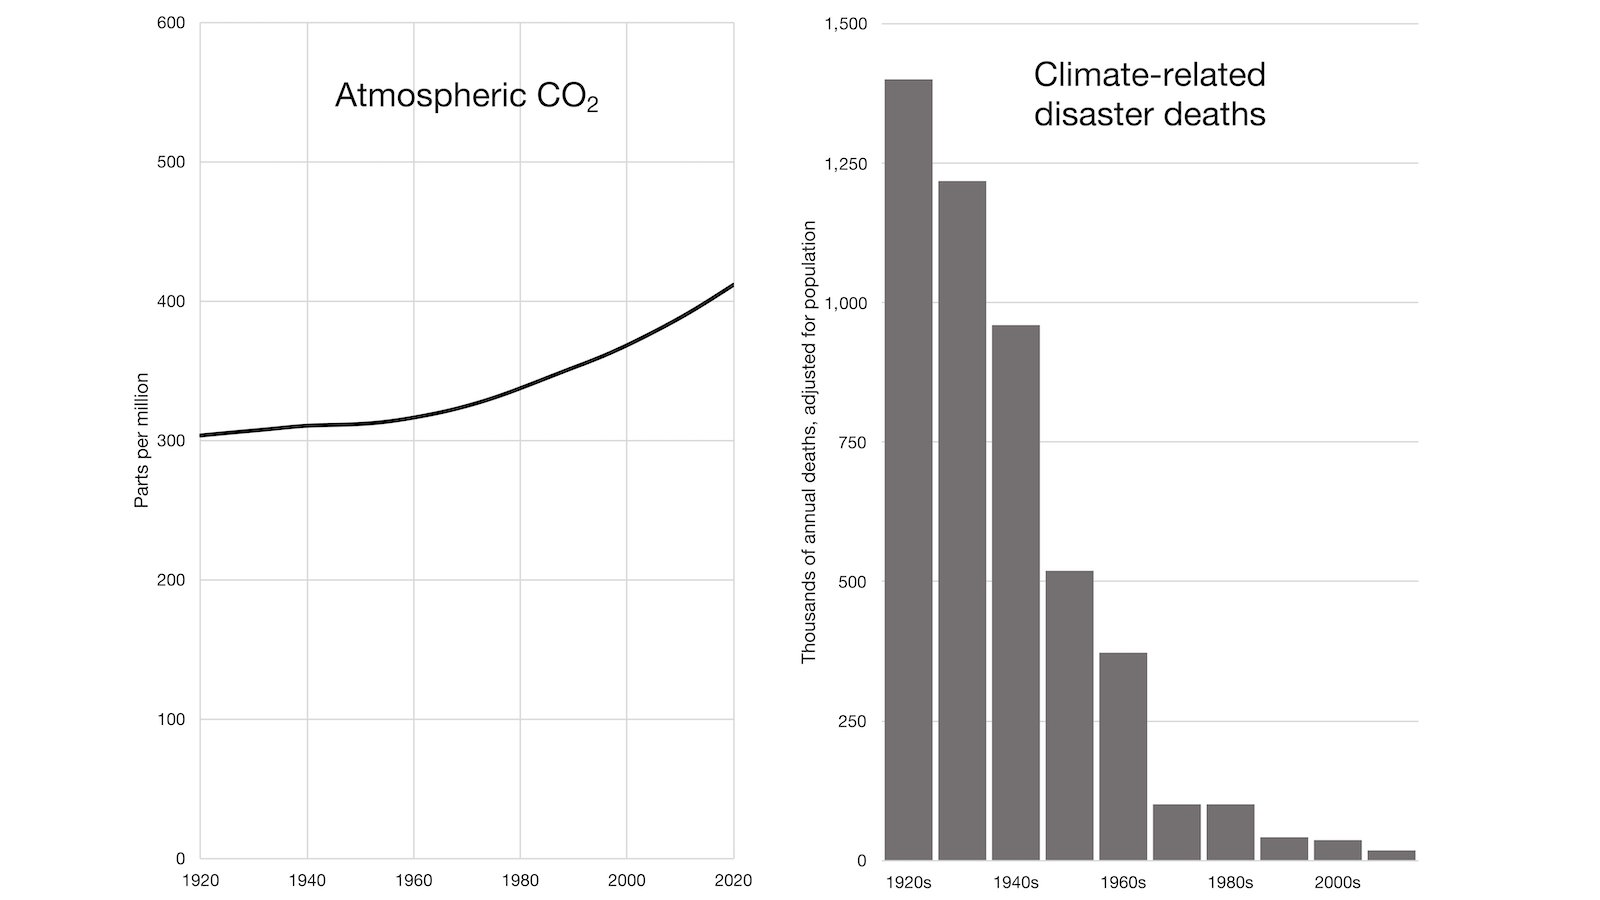 Atmospheric CO₂
Parts per million
600
500
400
300
200
100
0
1920
1940
1960
1980
2000
2020
Climate-related
disaster deaths
Thousands of annual deaths, adjusted for population
1,500
1,250
1,000
750
500
250
0
1920s
1940s
1960s
1980s
2000s